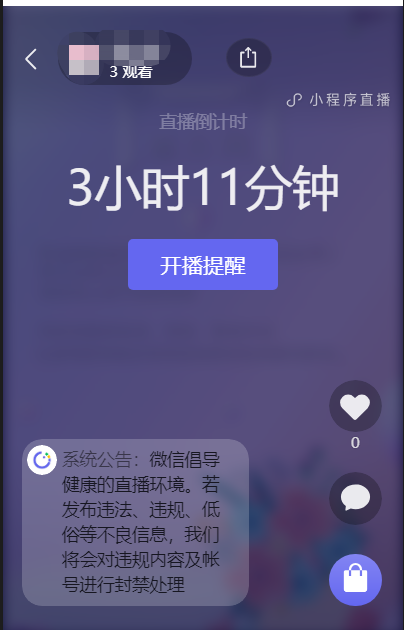 3 观看
小程序直播
直播倒计时
3小时11分钟
开播提醒
0
系统公告：微信倡导
健康的直播环境。若
发布违法、违规、低
俗等不良信息，我们
将会对违规内容及帐
号进行封禁处理